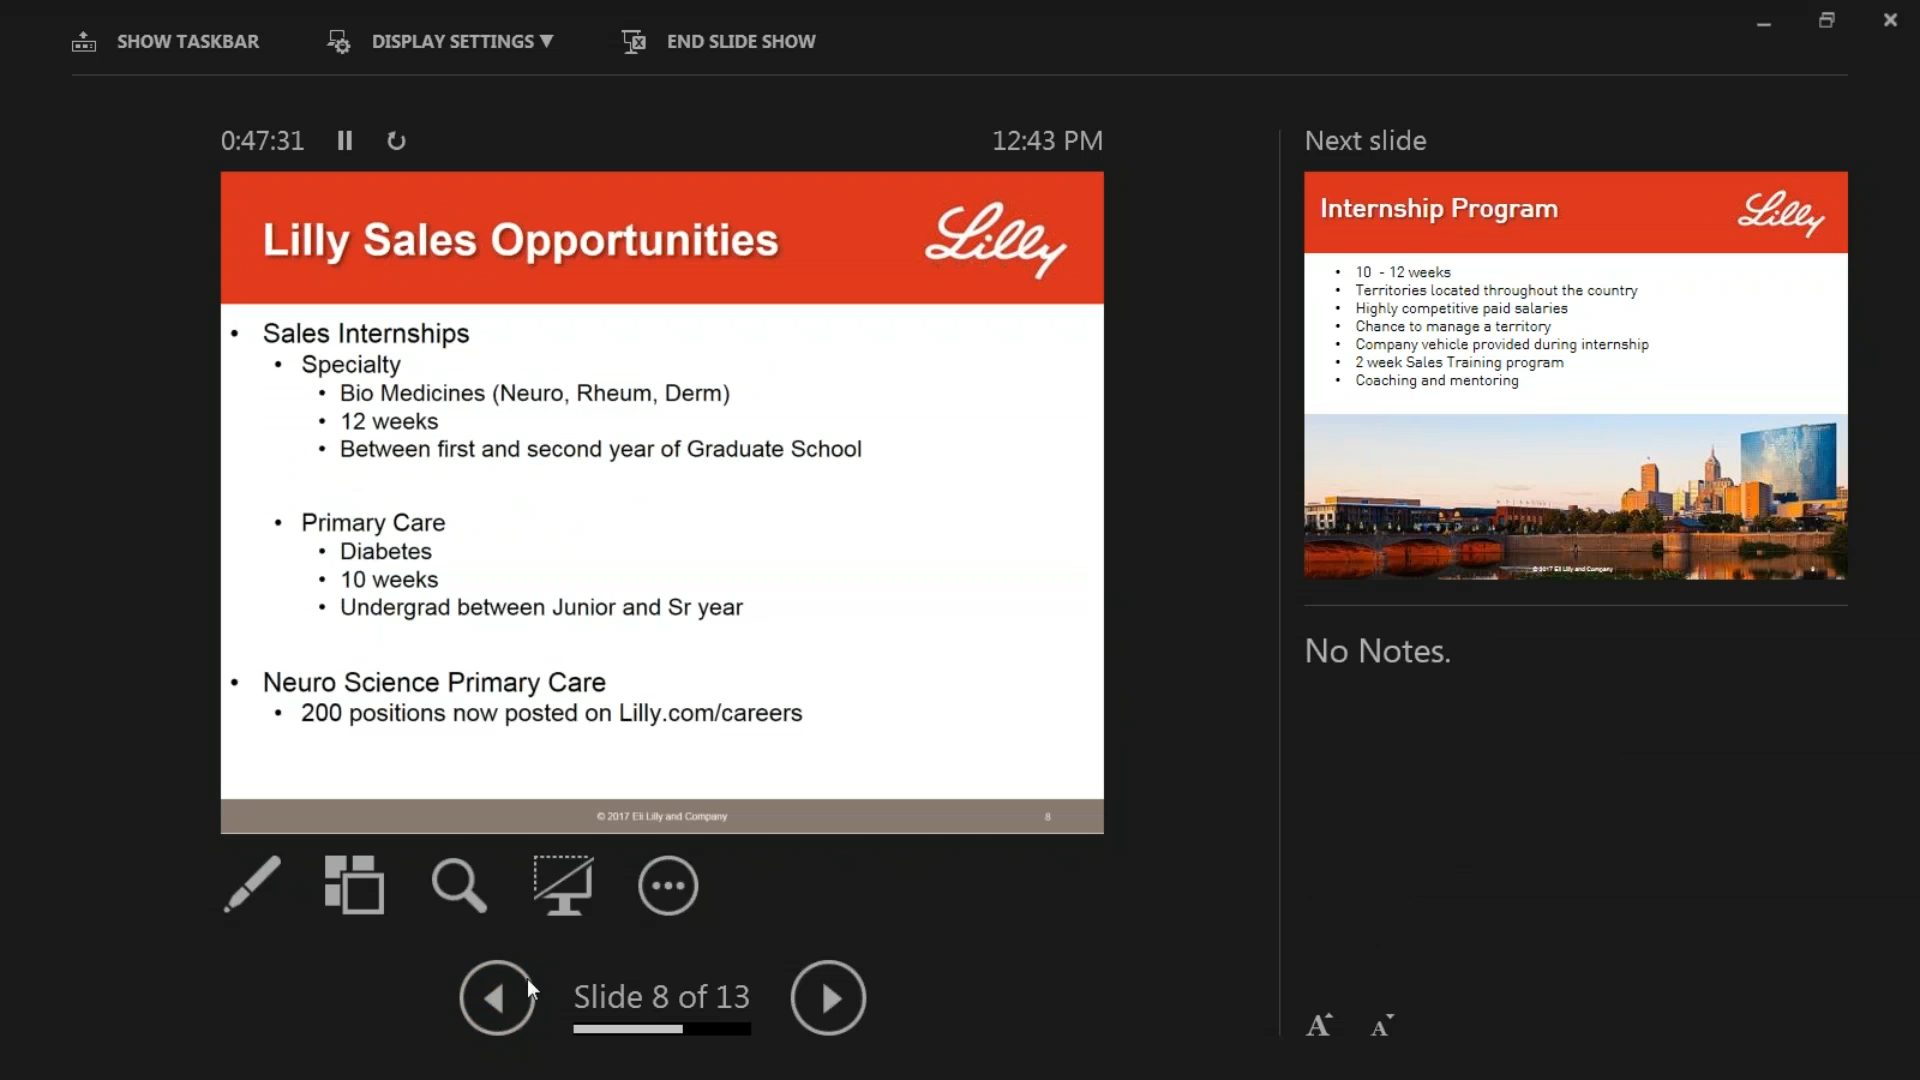 SHOW TASKBAR
DISPLAY SETTINGS ▼
END SLIDE SHOW
0:47:31
12:43 PM
Lilly Sales Opportunities
Lilly
• Sales Internships
• Specialty
• Bio Medicines (Neuro, Rheum, Derm)
• 12 weeks
• Between first and second year of Graduate School
• Primary Care
• Diabetes
• 10 weeks
• Undergrad between Junior and Sr year
• Neuro Science Primary Care
• 200 positions now posted on Lilly.com/careers
© 2017 Eli Lilly and Company
8
Slide 8 of 13
Next slide
Internship Program
Lilly
• 10 - 12 weeks
• Territories located throughout the country
• Highly competitive paid salaries
• Chance to manage a territory
• Company vehicle provided during internship
• 2 week Sales Training program
• Coaching and mentoring
© 2017 Eli Lilly and Company
No Notes.
A
A